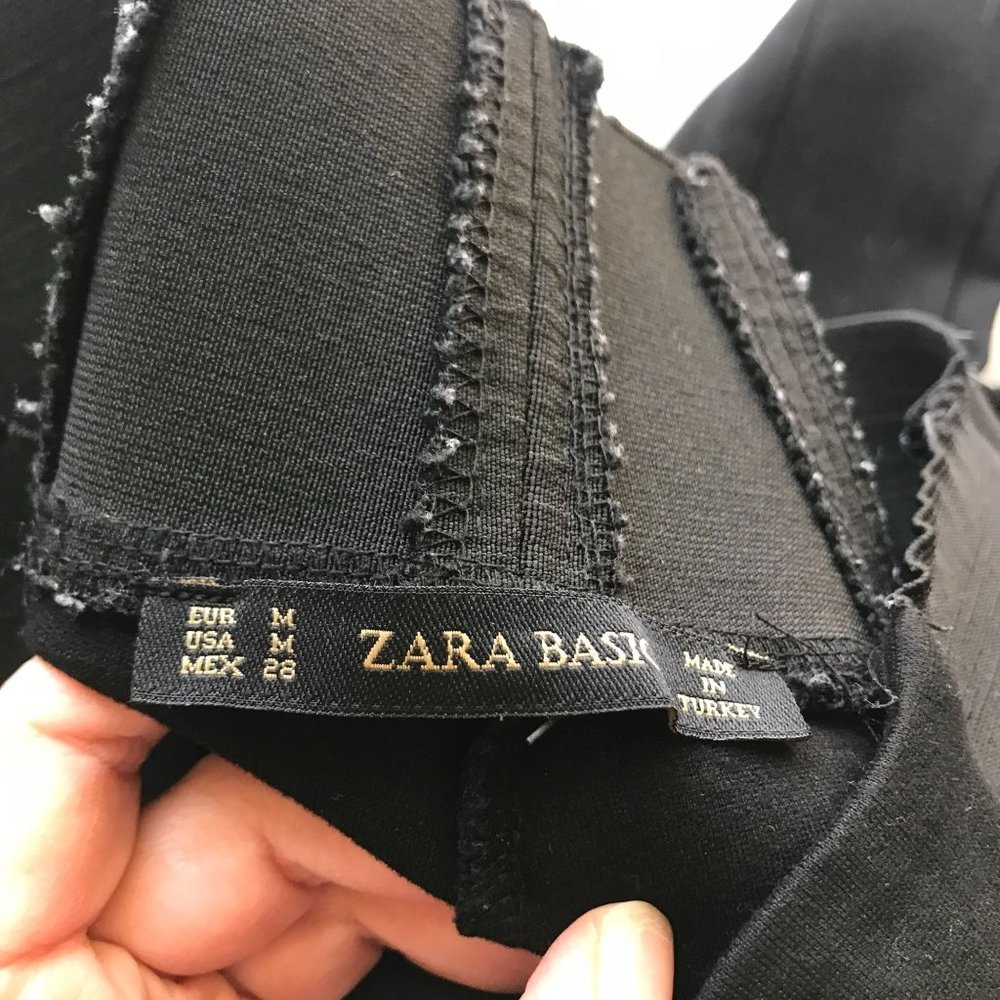 EUR M
USA M
MEX 28
ZARA BASIC
MADE
IN
TURKEY